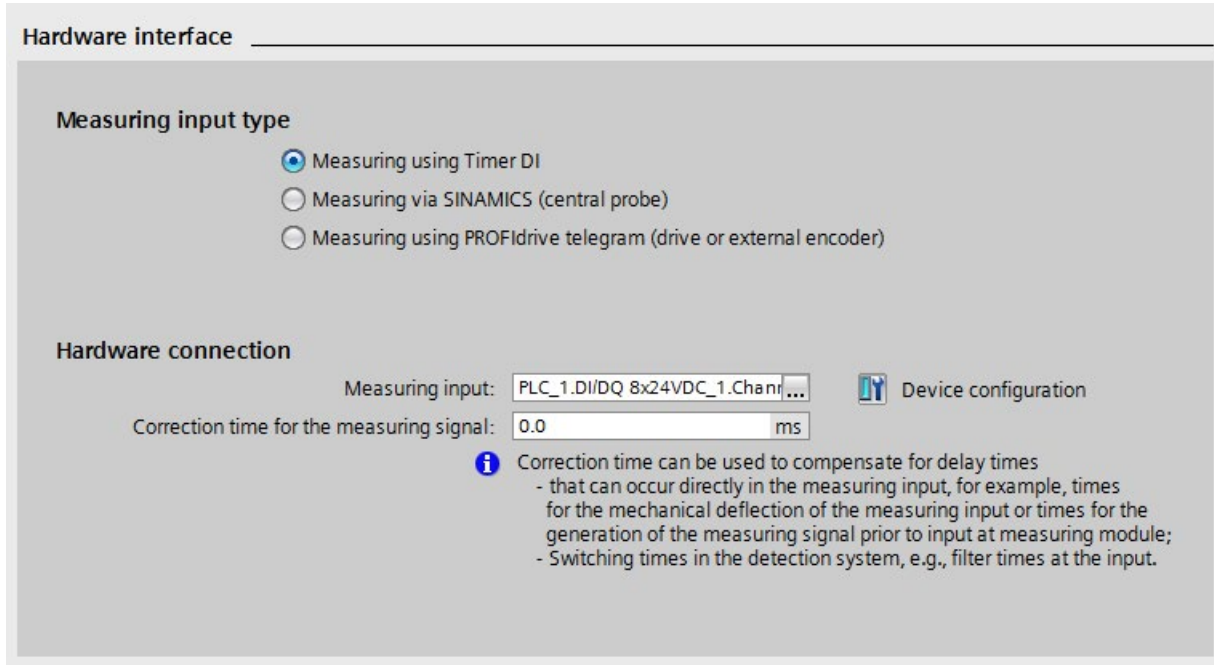 Hardware interface
Measuring input type
Measuring using Timer DI
Measuring via SINAMICS (central probe)
Measuring using PROFIdrive telegram (drive or external encoder)
Hardware connection
Measuring input: PLC_1.DI/DQ 8x24VDC_1.Chanr ... Device configuration
Correction time for the measuring signal: 0.0 ms
Correction time can be used to compensate for delay times
- that can occur directly in the measuring input, for example, times
for the mechanical deflection of the measuring input or times for the
generation of the measuring signal prior to input at measuring module;
- Switching times in the detection system, e.g., filter times at the input.